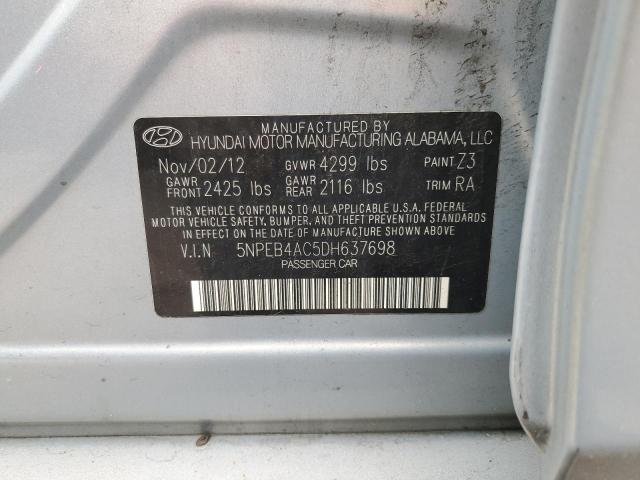 MANUFACTURED BY
HYUNDAI MOTOR MANUFACTURING ALABAMA, LLC
Nov/02/12 GVWR 4299 lbs PAINT Z3
GAWR FRONT 2425 lbs GAWR REAR 2116 lbs TRIM RA
THIS VEHICLE CONFORMS TO ALL APPLICABLE U.S.A. FEDERAL
MOTOR VEHICLE SAFETY, BUMPER, AND THEFT PREVENTION STANDARDS
IN EFFECT ON THE DATE OF MANUFACTURE SHOWN ABOVE.
V.I.N 5NPEB4AC5DH637698
PASSENGER CAR